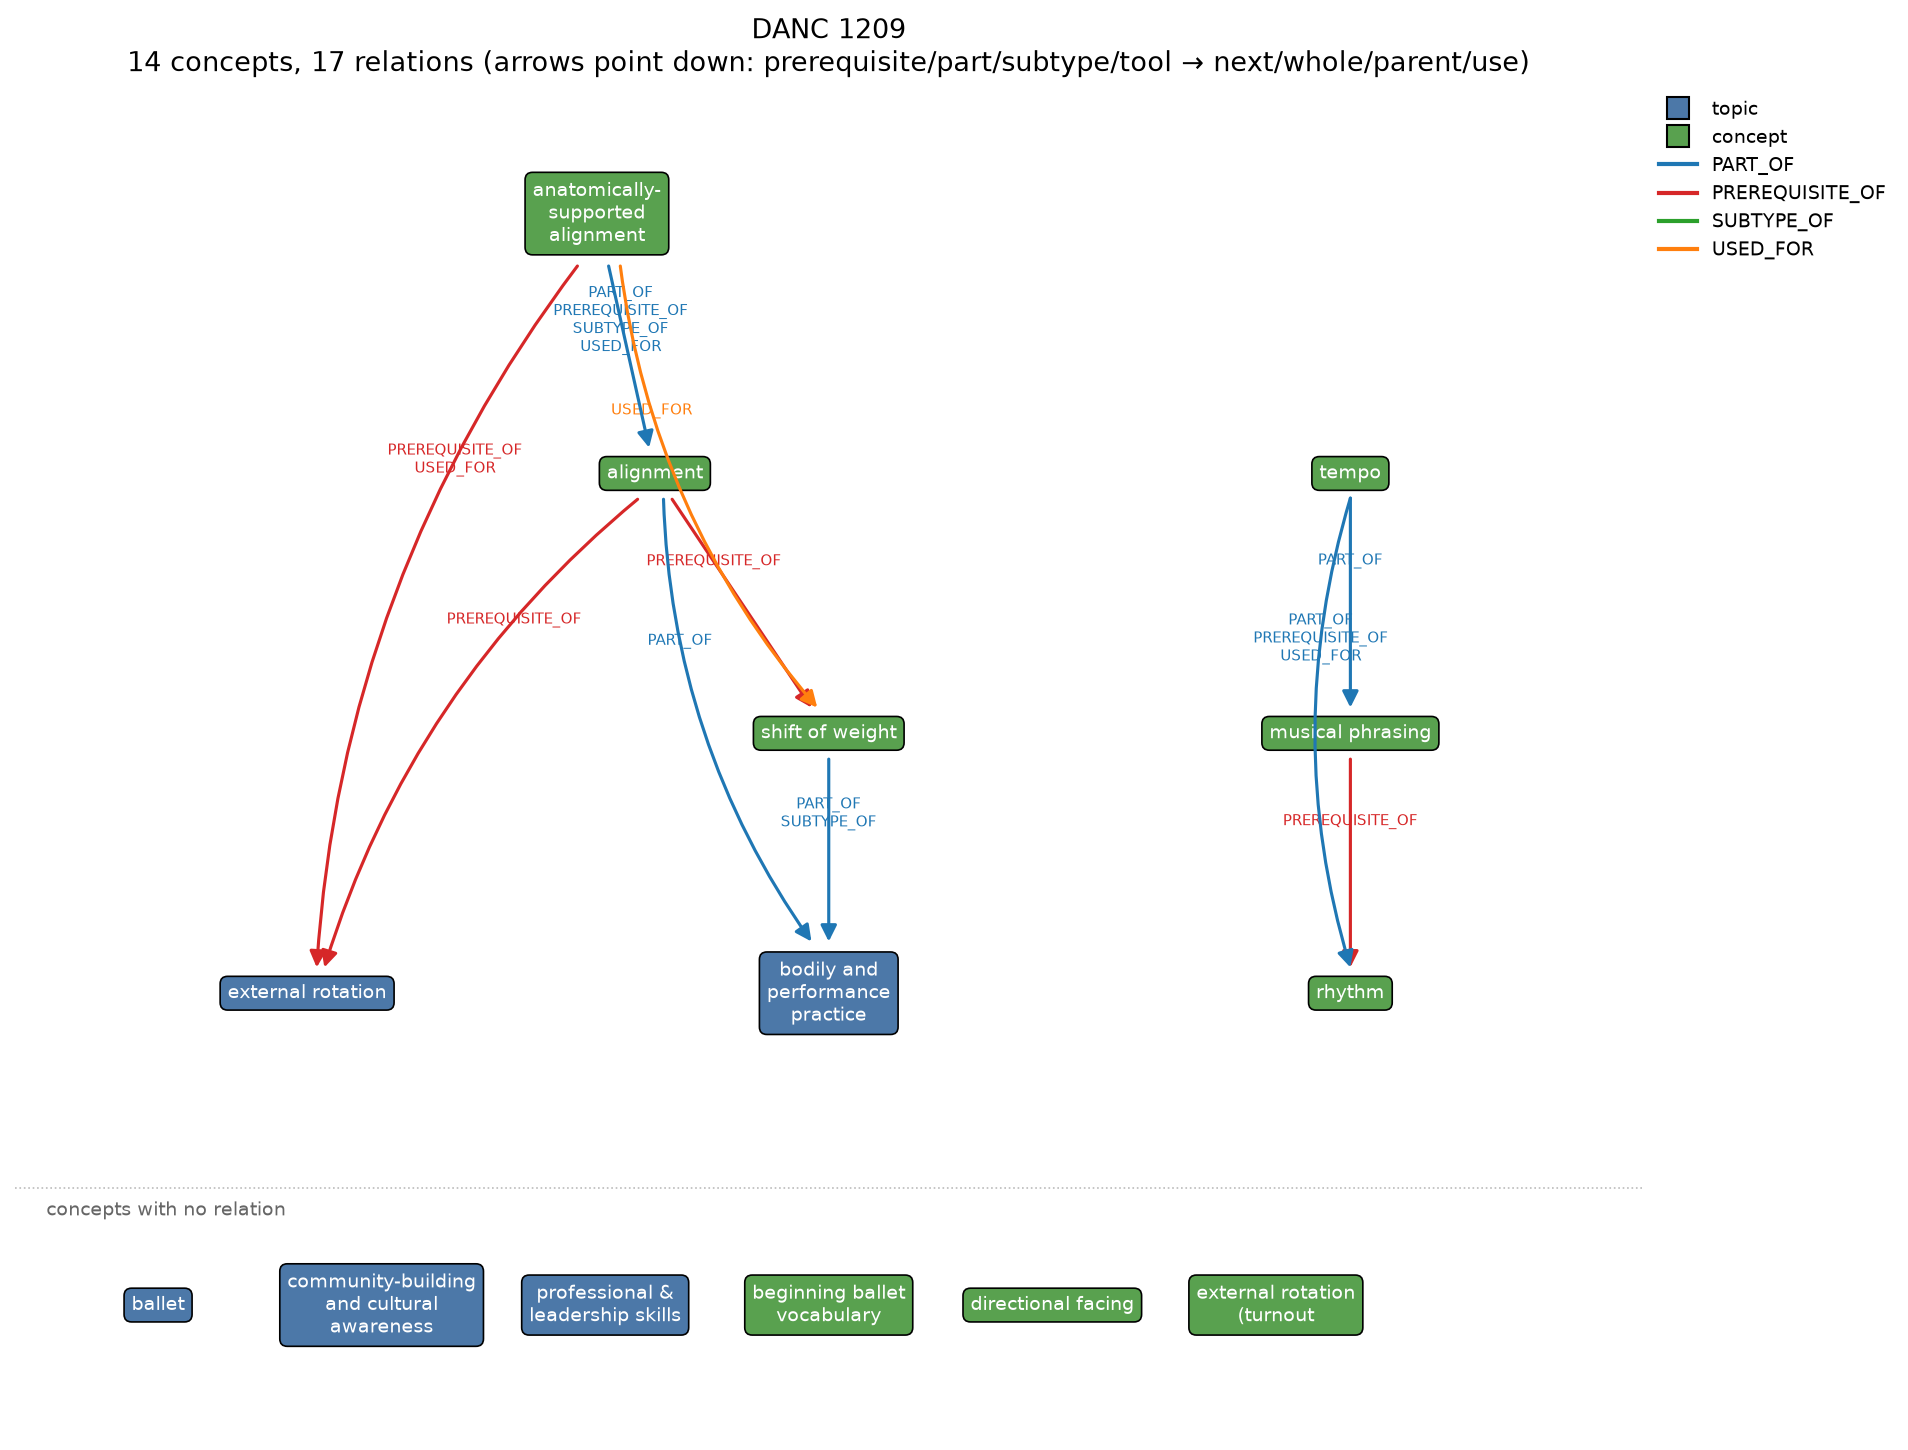 DANC 1209
14 concepts, 17 relations (arrows point down: prerequisite/part/subtype/tool → next/whole/parent/use)
topic
concept
PART_OF
PREREQUISITE_OF
SUBTYPE_OF
USED_FOR
anatomically-
supported
alignment
PART_OF
PREREQUISITE_OF
SUBTYPE_OF
USED_FOR
USED_FOR
PREREQUISITE_OF
USED_FOR
alignment
tempo
PREREQUISITE_OF
PART_OF
PREREQUISITE_OF
PART_OF
PART_OF
PREREQUISITE_OF
USED_FOR
shift of weight
musical phrasing
PART_OF
SUBTYPE_OF
PREREQUISITE_OF
external rotation
bodily and
performance
practice
rhythm
concepts with no relation
ballet
community-building
and cultural
awareness
professional &
leadership skills
beginning ballet
vocabulary
directional facing
external rotation
(turnout